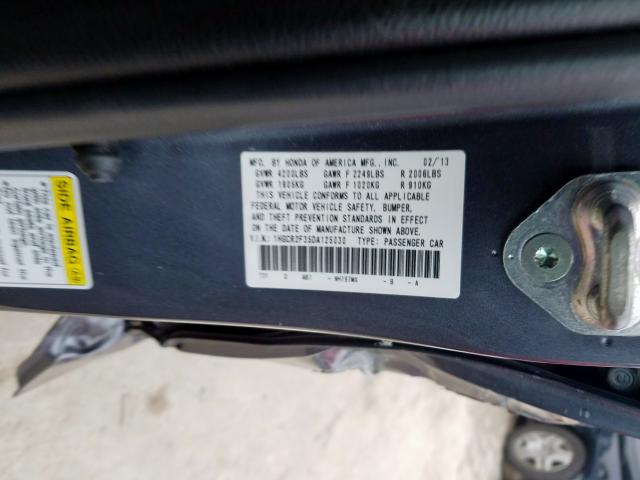 MFD. BY HONDA OF AMERICA MFG., INC. 02/13
GVWR 4200LBS GAWR F 2249LBS R 2006LBS
GVWR 1905KG GAWR F 1020KG R 910KG
THIS VEHICLE CONFORMS TO ALL APPLICABLE
FEDERAL MOTOR VEHICLE SAFETY, BUMPER,
AND THEFT PREVENTION STANDARDS IN EFFECT
ON THE DATE OF MANUFACTURE SHOWN ABOVE.
V.I.N.: 1HGCR2F35DA125030 TYPE: PASSENGER CAR
NH797MX - B - A
SIDE AIRBAG